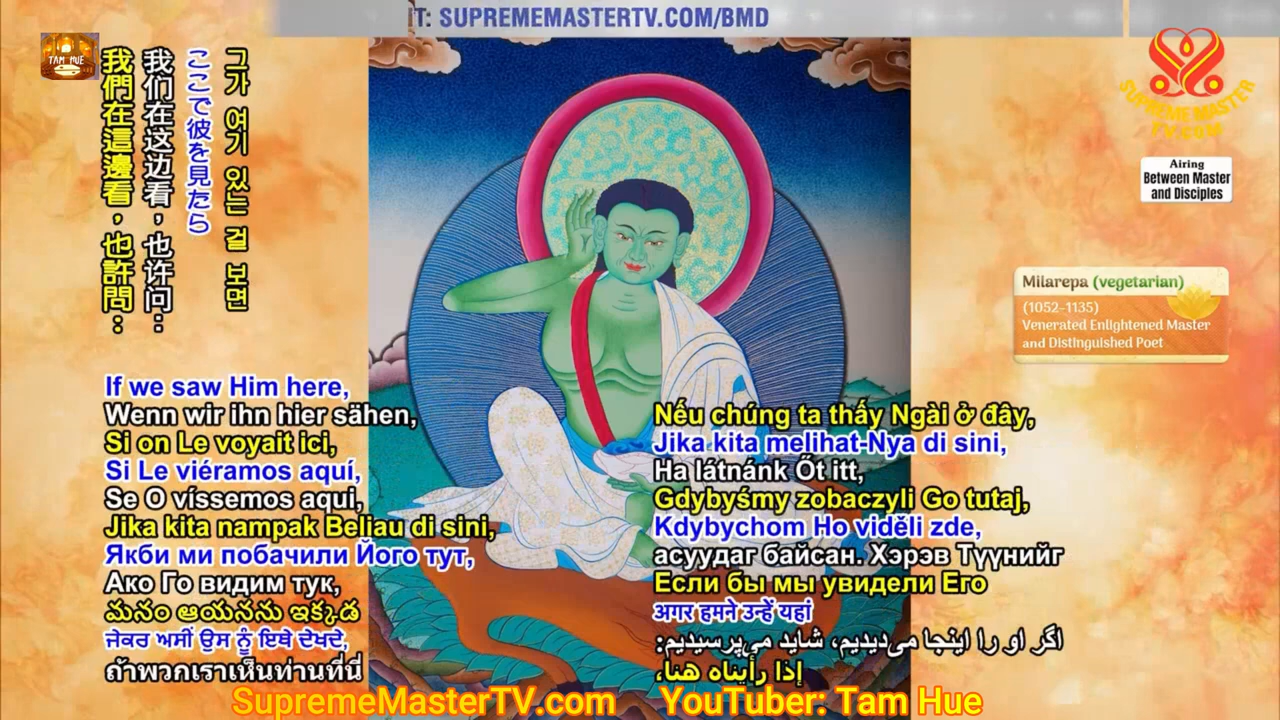 IT: SUPREMEMASTERTV.COM/BMD
TAM HUE
SUPREME MASTER
TV.COM
Airing
Between Master
and Disciples
我們在這邊看，也許問：
我们在这边看，也许问：
ここで彼を見たら
그가 여기 있는 걸 보면
Milarepa (vegetarian)
(1052-1135)
Venerated Enlightened Master
and Distinguished Poet
If we saw Him here,
Wenn wir ihn hier sähen,
Si on Le voyait ici,
Si Le viéramos aquí,
Se O víssemos aqui,
Jika kita nampak Beliau di sini,
Якби ми побачили Його тут,
Ако Го видим тук,
మనం ఆయనను ఇక్కడ
ਜੇਕਰ ਅਸੀਂ ਉਸ ਨੂੰ ਇਥੇ ਦੇਖਦੇ,
ถ้าพวกเราเห็นท่านที่นี่
Nếu chúng ta thấy Ngài ở đây,
Jika kita melihat-Nya di sini,
Ha látnánk Őt itt,
Gdybyśmy zobaczyli Go tutaj,
Kdybychom Ho viděli zde,
асуудаг байсан. Хэрэв Түүнийг
Если бы мы увидели Его
अगर हमने उन्हें यहां
اگر او را اینجا می‌دیدیم، شاید می‌پرسیدیم:
إذا رأيناه هنا،
SupremeMasterTV.com
YouTuber: Tam Hue